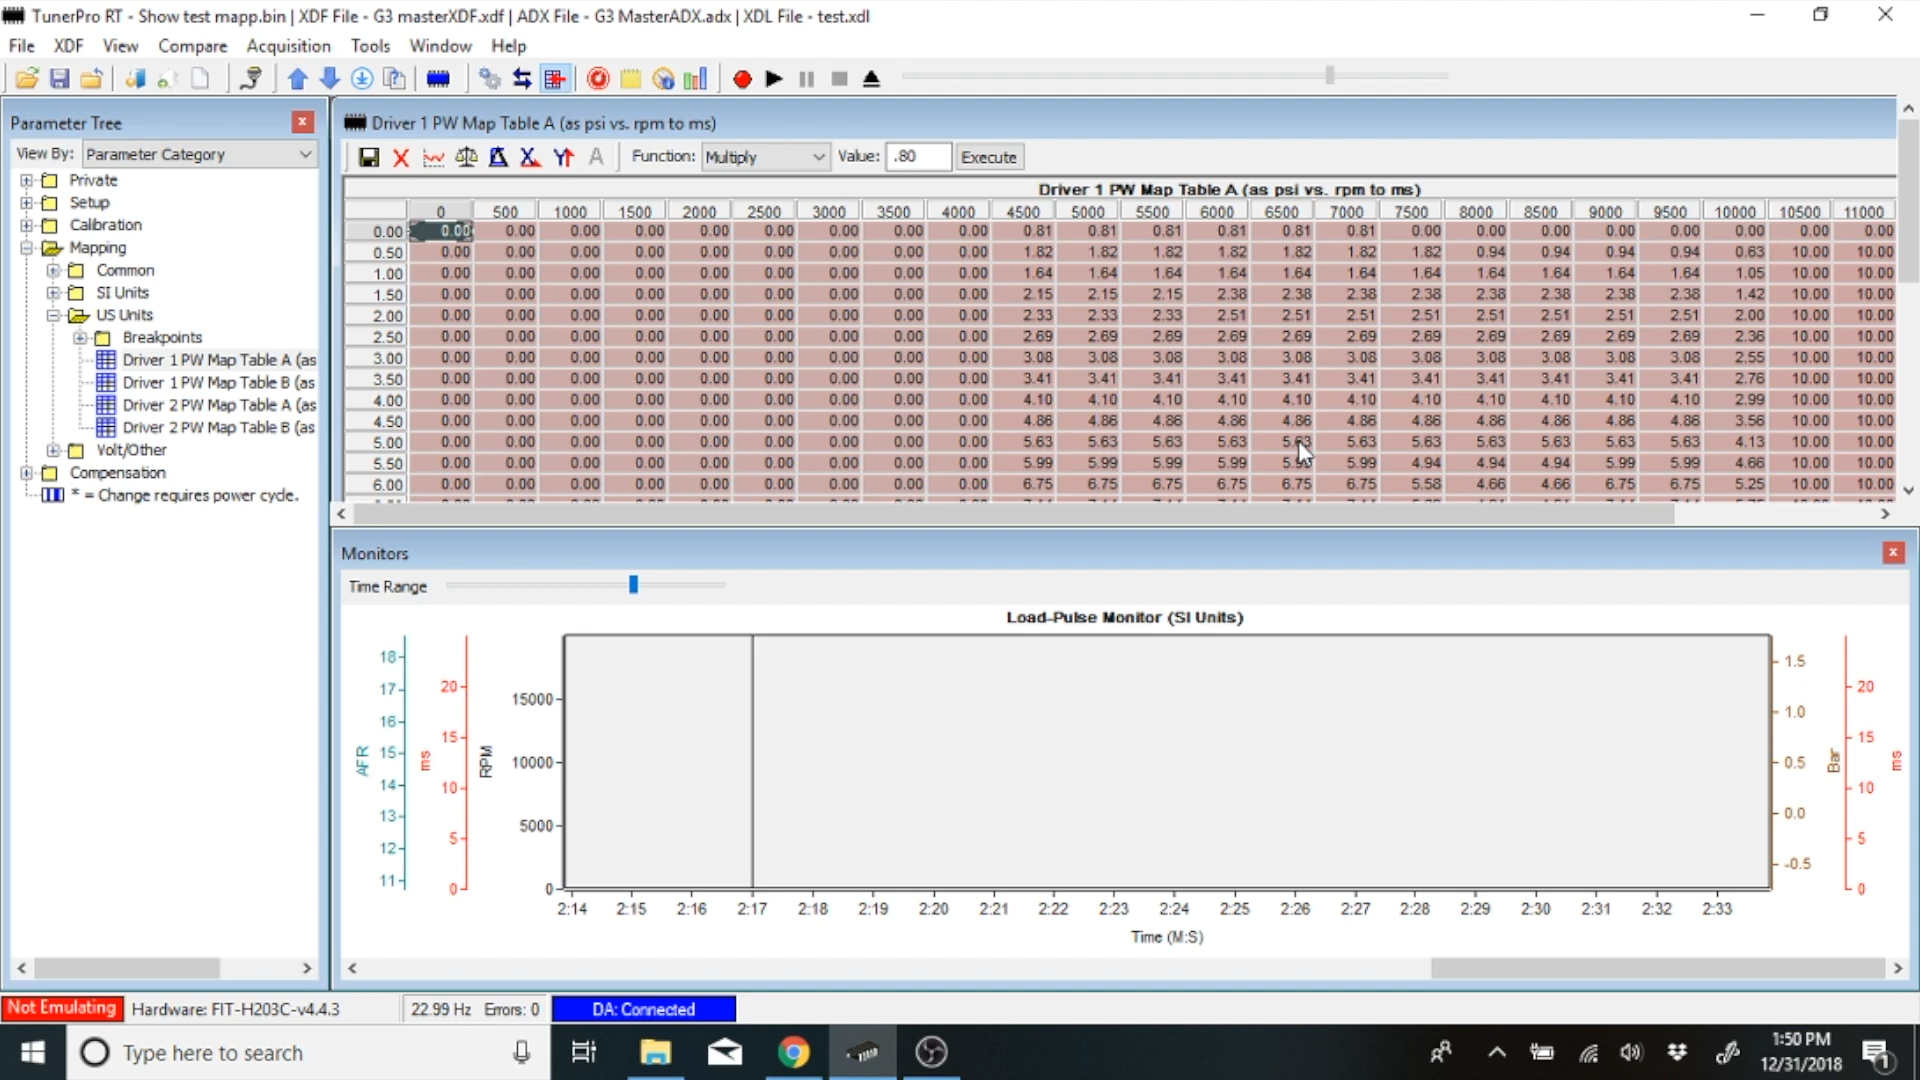 TunerPro RT - Show test mapp.bin | XDF File - G3 masterXDF.xdf | ADX File - G3 MasterADX.adx | XDL File - test.xdl
File XDF View Compare Acquisition Tools Window Help
Parameter Tree
View By: Parameter Category
Private
Setup
Calibration
Mapping
Common
SI Units
US Units
Breakpoints
Driver 1 PW Map Table A (as
Driver 1 PW Map Table B (as
Driver 2 PW Map Table A (as
Driver 2 PW Map Table B (as
Volt/Other
Compensation
* = Change requires power cycle.
Driver 1 PW Map Table A (as psi vs. rpm to ms)
Function: Multiply Value: .80 Execute
Driver 1 PW Map Table A (as psi vs. rpm to ms)
0 500 1000 1500 2000 2500 3000 3500 4000 4500 5000 5500 6000 6500 7000 7500 8000 8500 9000 9500 10000 10500 11000
0.00 0.00 0.00 0.00 0.00 0.00 0.00 0.00 0.00 0.00 0.81 0.81 0.81 0.81 0.81 0.81 0.00 0.00 0.00 0.00 0.00 0.00 0.00 0.00
0.50 0.00 0.00 0.00 0.00 0.00 0.00 0.00 0.00 0.00 1.82 1.82 1.82 1.82 1.82 1.82 1.82 0.94 0.94 0.94 0.94 0.63 10.00 10.00
1.00 0.00 0.00 0.00 0.00 0.00 0.00 0.00 0.00 0.00 1.64 1.64 1.64 1.64 1.64 1.64 1.64 1.64 1.64 1.64 1.64 1.05 10.00 10.00
1.50 0.00 0.00 0.00 0.00 0.00 0.00 0.00 0.00 0.00 2.15 2.15 2.15 2.38 2.38 2.38 2.38 2.38 2.38 2.38 2.38 1.42 10.00 10.00
2.00 0.00 0.00 0.00 0.00 0.00 0.00 0.00 0.00 0.00 2.33 2.33 2.33 2.51 2.51 2.51 2.51 2.51 2.51 2.51 2.51 2.00 10.00 10.00
2.50 0.00 0.00 0.00 0.00 0.00 0.00 0.00 0.00 0.00 2.69 2.69 2.69 2.69 2.69 2.69 2.69 2.69 2.69 2.69 2.69 2.36 10.00 10.00
3.00 0.00 0.00 0.00 0.00 0.00 0.00 0.00 0.00 0.00 3.08 3.08 3.08 3.08 3.08 3.08 3.08 3.08 3.08 3.08 3.08 2.55 10.00 10.00
3.50 0.00 0.00 0.00 0.00 0.00 0.00 0.00 0.00 0.00 3.41 3.41 3.41 3.41 3.41 3.41 3.41 3.41 3.41 3.41 3.41 2.76 10.00 10.00
4.00 0.00 0.00 0.00 0.00 0.00 0.00 0.00 0.00 0.00 4.10 4.10 4.10 4.10 4.10 4.10 4.10 4.10 4.10 4.10 4.10 2.99 10.00 10.00
4.50 0.00 0.00 0.00 0.00 0.00 0.00 0.00 0.00 0.00 4.86 4.86 4.86 4.86 4.86 4.86 4.86 4.86 4.86 4.86 4.86 3.56 10.00 10.00
5.00 0.00 0.00 0.00 0.00 0.00 0.00 0.00 0.00 0.00 5.63 5.63 5.63 5.63 5.63 5.63 5.63 5.63 5.63 5.63 5.63 4.13 10.00 10.00
5.50 0.00 0.00 0.00 0.00 0.00 0.00 0.00 0.00 0.00 5.99 5.99 5.99 5.99 5.99 5.99 4.94 4.94 4.94 5.99 5.99 4.66 10.00 10.00
6.00 0.00 0.00 0.00 0.00 0.00 0.00 0.00 0.00 0.00 6.75 6.75 6.75 6.75 6.75 6.75 5.58 4.66 4.66 6.75 6.75 5.25 10.00 10.00
Monitors
Time Range
Load-Pulse Monitor (SI Units)
AFR
18
17
16
15
14
13
12
11
ms
20
15
10
5
0
RPM
15000
10000
5000
0
1.5
1.0
0.5
0.0
-0.5
Bar
20
15
10
5
0
ms
2:14 2:15 2:16 2:17 2:18 2:19 2:20 2:21 2:22 2:23 2:24 2:25 2:26 2:27 2:28 2:29 2:30 2:31 2:32 2:33
Time (M:S)
Not Emulating Hardware: FIT-H203C-v4.4.3 22.99 Hz Errors: 0 DA: Connected
Type here to search
1:50 PM
12/31/2018
1